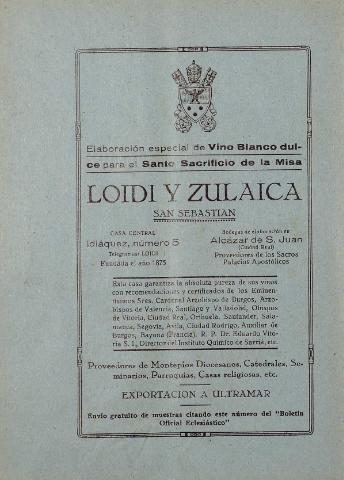 Elaboración especial de Vino Blanco dul-
ce para el Santo Sacrificio de la Misa
LOIDI Y ZULAICA
SAN SEBASTIAN
CASA CENTRAL
Idiáquez, número 5
Telegramas LOIDI
Fundada el año 1875
Bodegas de elaboración en
Alcázar de S. Juan
(Ciudad Real)
Proveedores de los Sacros
Palacios Apostólicos
Esta casa garantiza la absoluta pureza de sus vinos
con recomendaciones y certificados de los Eminen-
tísimos Sres. Cardenal Arzobispo de Burgos, Arzo-
bispos de Valencia, Santiago y Valladolid, Obispos
de Vitoria, Ciudad Real, Orihuela, Santander, Sala-
manca, Segovia, Avila, Ciudad Rodrigo, Auxiliar de
Burgos, Bayona (Francia), R. P. Dr. Eduardo Vito-
ria S. I., Director del Instituto Químico de Sarriá, etc.
Proveedores de Montepíos Diocesanos, Catedrales, Se-
minarios, Parroquias, Casas religiosas, etc.
EXPORTACION A ULTRAMAR
Envío gratuito de muestras citando este número del "Boletín
Oficial Eclesiástico"